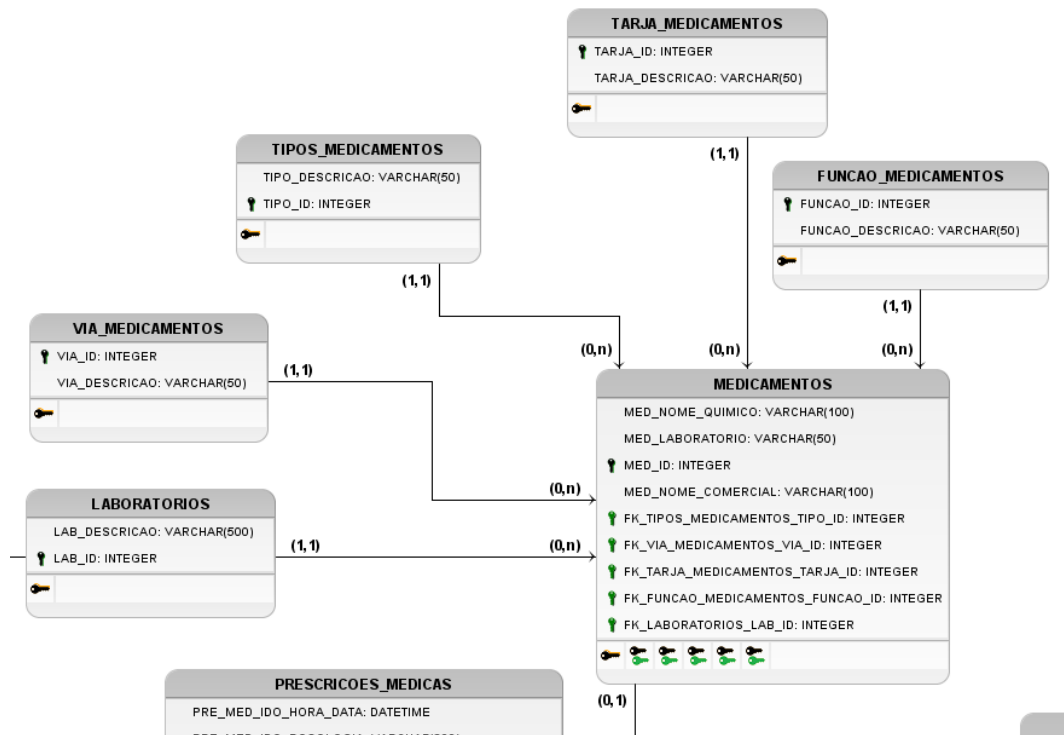 TARJA_MEDICAMENTOS
TARJA_ID: INTEGER
TARJA_DESCRICAO: VARCHAR(50)
(1,1)
TIPOS_MEDICAMENTOS
TIPO_DESCRICAO: VARCHAR(50)
TIPO_ID: INTEGER
(1,1)
FUNCAO_MEDICAMENTOS
FUNCAO_ID: INTEGER
FUNCAO_DESCRICAO: VARCHAR(50)
(1,1)
VIA_MEDICAMENTOS
VIA_ID: INTEGER
VIA_DESCRICAO: VARCHAR(50)
(1,1)
(0,n)
(0,n)
(0,n)
MEDICAMENTOS
MED_NOME_QUIMICO: VARCHAR(100)
MED_LABORATORIO: VARCHAR(50)
MED_ID: INTEGER
MED_NOME_COMERCIAL: VARCHAR(100)
FK_TIPOS_MEDICAMENTOS_TIPO_ID: INTEGER
FK_VIA_MEDICAMENTOS_VIA_ID: INTEGER
FK_TARJA_MEDICAMENTOS_TARJA_ID: INTEGER
FK_FUNCAO_MEDICAMENTOS_FUNCAO_ID: INTEGER
FK_LABORATORIOS_LAB_ID: INTEGER
(0,n)
LABORATORIOS
LAB_DESCRICAO: VARCHAR(500)
LAB_ID: INTEGER
(1,1)
(0,n)
(0,1)
PRESCRICOES_MEDICAS
PRE_MED_IDO_HORA_DATA: DATETIME